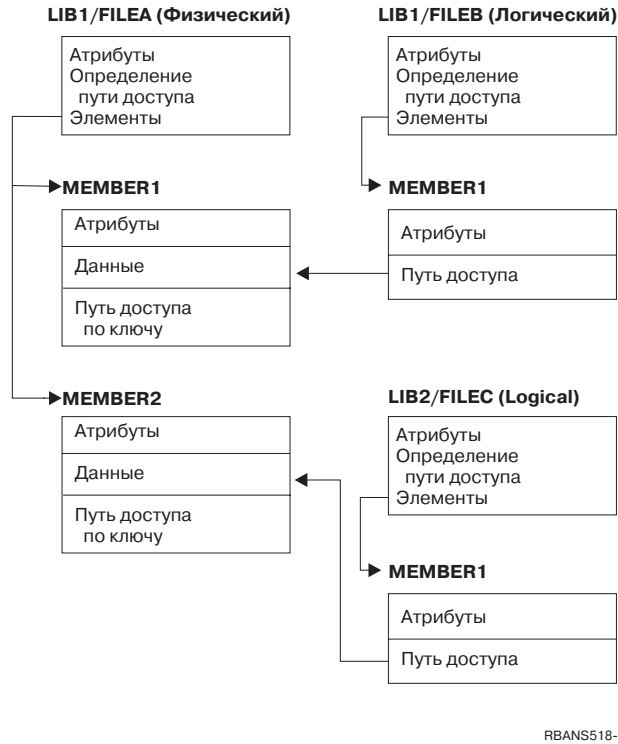 LIB1/FILEA (Физический)
Атрибуты
Определение
пути доступа
Элементы
MEMBER1
Атрибуты
Данные
Путь доступа
по ключу
MEMBER2
Атрибуты
Данные
Путь доступа
по ключу
LIB1/FILEB (Логический)
Атрибуты
Определение
пути доступа
Элементы
MEMBER1
Атрибуты
Путь доступа
LIB2/FILEC (Logical)
Атрибуты
Определение
пути доступа
Элементы
MEMBER1
Атрибуты
Путь доступа
RBANS518-